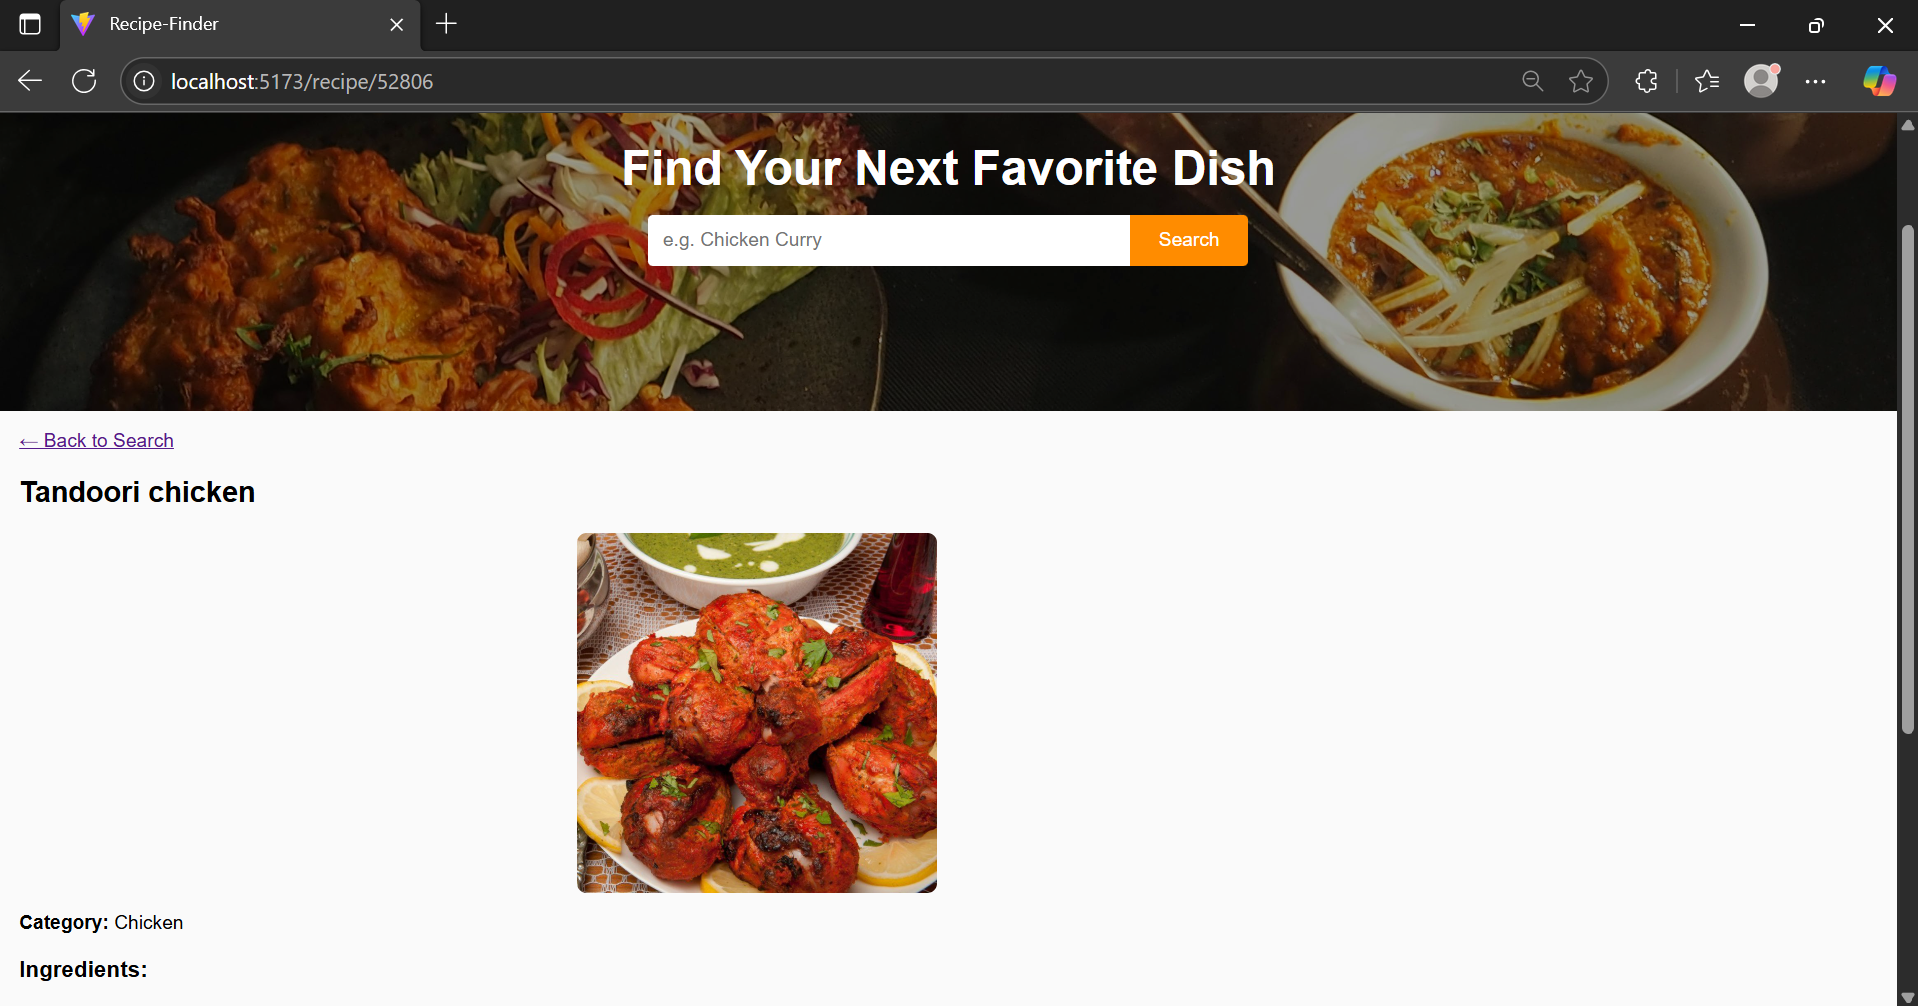 Recipe-Finder
localhost:5173/recipe/52806
Find Your Next Favorite Dish
e.g. Chicken Curry
Search
← Back to Search
Tandoori chicken
Category: Chicken
Ingredients: